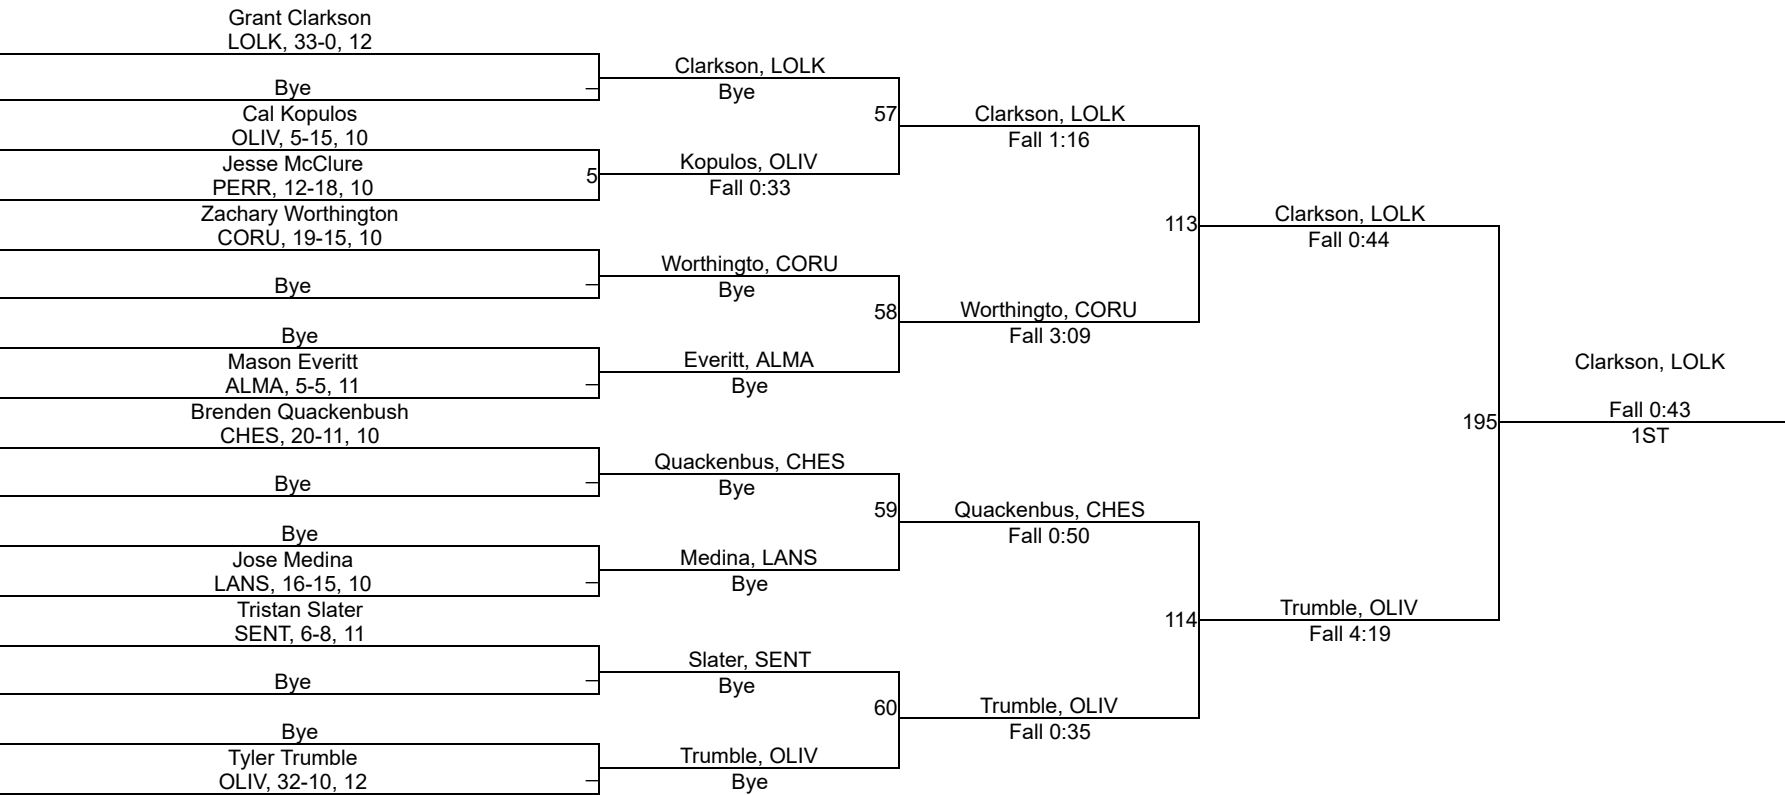 Grant Clarkson
LOLK, 33-0, 12
Bye
Cal Kopulos
OLIV, 5-15, 10
Jesse McClure
PERR, 12-18, 10
Zachary Worthington
CORU, 19-15, 10
Bye
Bye
Mason Everitt
ALMA, 5-5, 11
Brenden Quackenbush
CHES, 20-11, 10
Bye
Bye
Jose Medina
LANS, 16-15, 10
Tristan Slater
SENT, 6-8, 11
Bye
Bye
Tyler Trumble
OLIV, 32-10, 12
–
5
–
–
–
–
–
–
Clarkson, LOLK
Bye
Kopulos, OLIV
Fall 0:33
Worthingto, CORU
Bye
Everitt, ALMA
Bye
Quackenbus, CHES
Bye
Medina, LANS
Bye
Slater, SENT
Bye
Trumble, OLIV
Bye
57
58
59
60
Clarkson, LOLK
Fall 1:16
Worthingto, CORU
Fall 3:09
Quackenbus, CHES
Fall 0:50
Trumble, OLIV
Fall 0:35
113
114
Clarkson, LOLK
Fall 0:44
Trumble, OLIV
Fall 4:19
195
Clarkson, LOLK
Fall 0:43
1ST